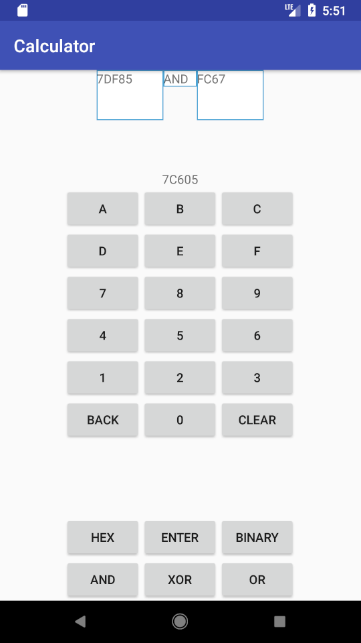 LTE 5:51
Calculator
7DF85 AND FC67
7C605
A B C
D E F
7 8 9
4 5 6
1 2 3
BACK 0 CLEAR
HEX ENTER BINARY
AND XOR OR